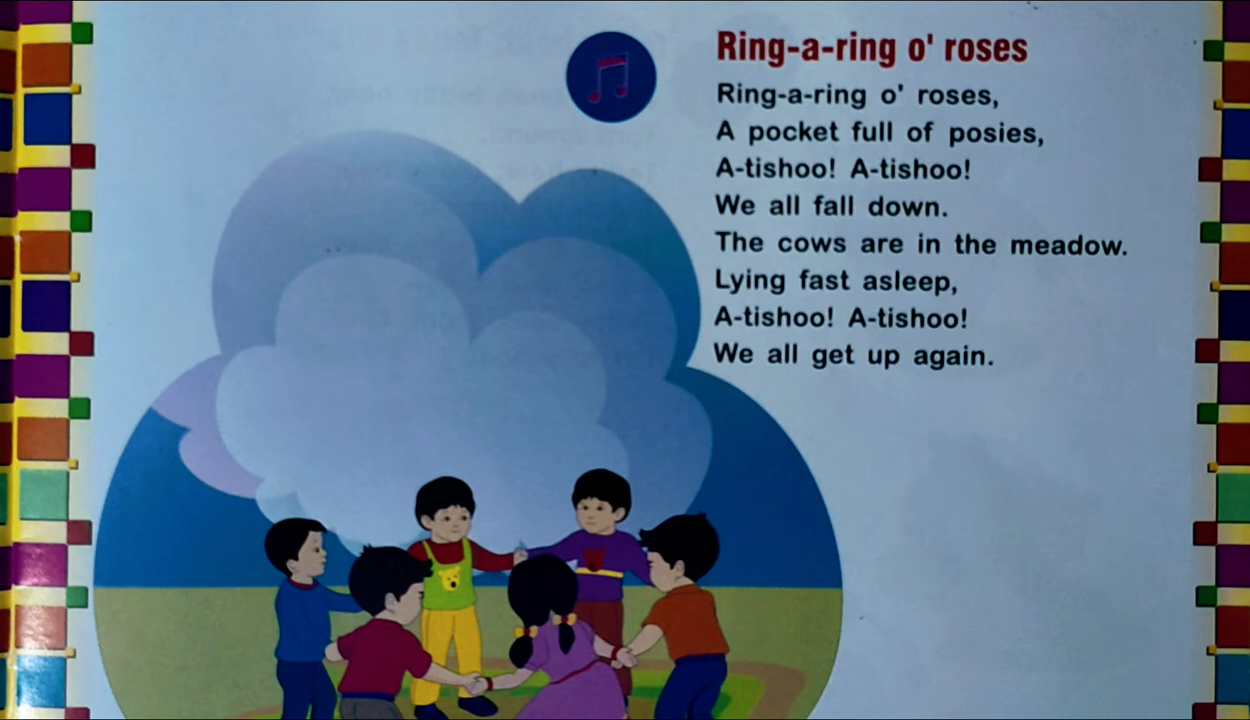 Ring-a-ring o' roses
Ring-a-ring o' roses,
A pocket full of posies,
A-tishoo! A-tishoo!
We all fall down.
The cows are in the meadow.
Lying fast asleep,
A-tishoo! A-tishoo!
We all get up again.